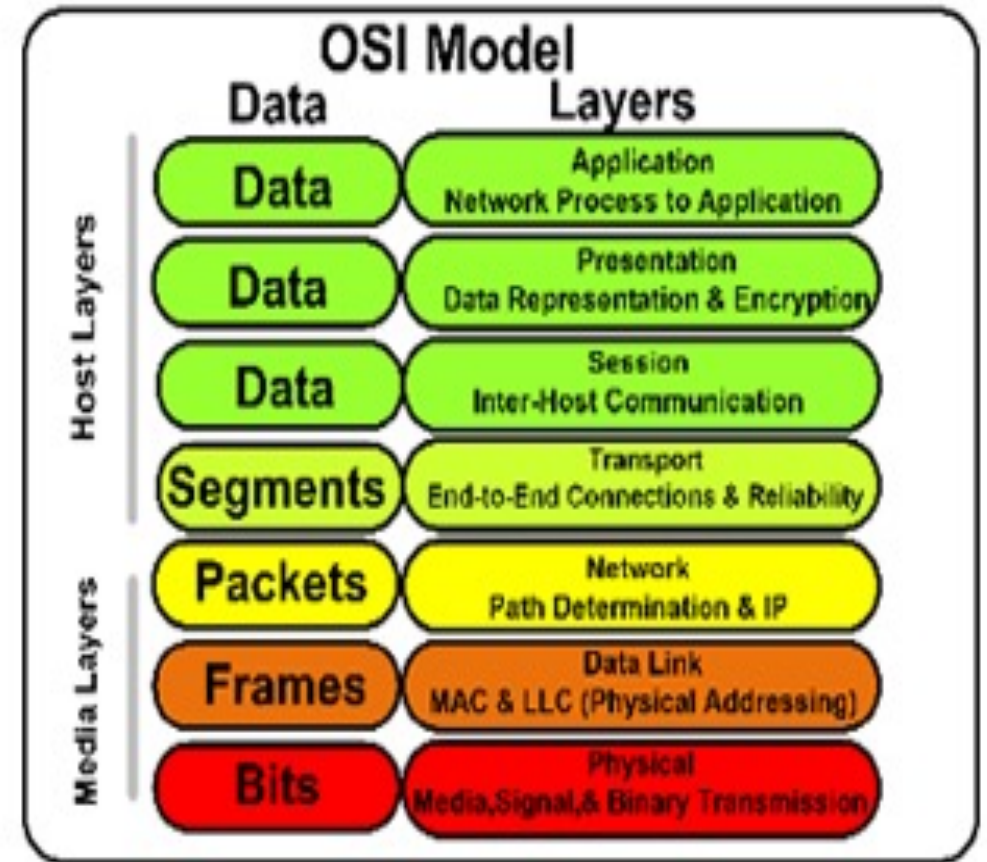 OSI Model
Data
Layers
Host Layers
Data
Application
Network Process to Application
Data
Presentation
Data Representation & Encryption
Data
Session
Inter-Host Communication
Segments
Transport
End-to-End Connections & Reliability
Media Layers
Packets
Network
Path Determination & IP
Frames
Data Link
MAC & LLC (Physical Addressing)
Bits
Physical
Media,Signal,& Binary Transmission